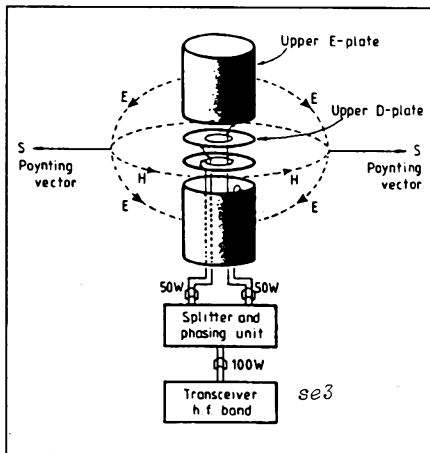 Upper E-plate
E
E
Upper D-plate
S
S
Poynting
vector
Poynting
vector
H
H
E
E
50W
50W
Splitter and
phasing unit
100W
Transceiver
h.f. band
se3